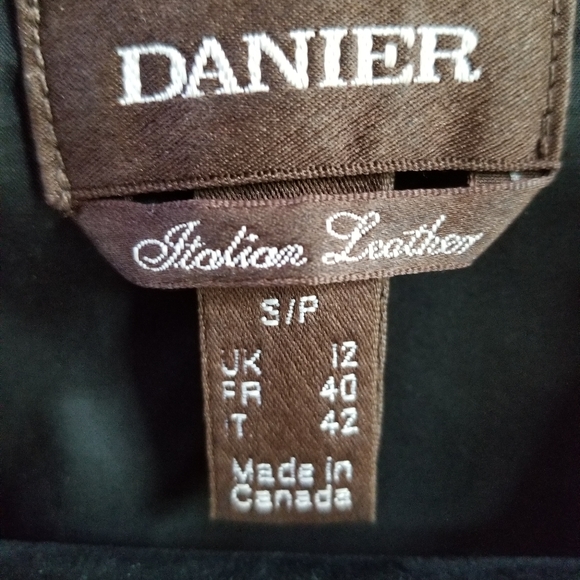 DANIER
Italian Leather
S/P
UK 12
FR 40
IT 42
Made in
Canada